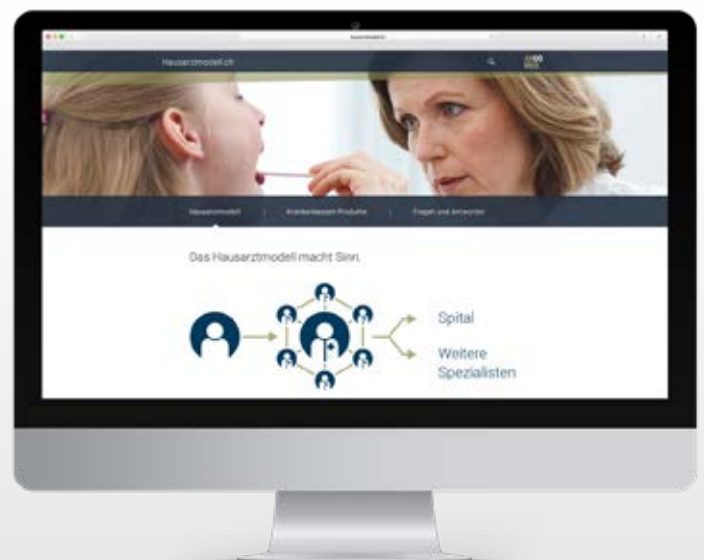 Hausarztmodell.ch
Hausarztmodell
Krankenkassen Produkte
Fragen und Antworten
Das Hausarztmodell macht Sinn.
Spital
Weitere
Spezialisten